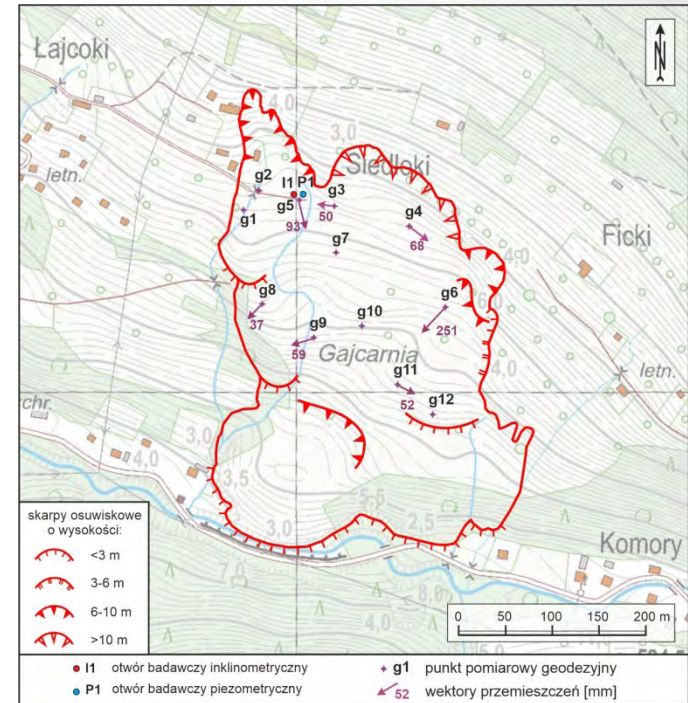 Łajcoki
N
4,0
3,0
Siedloki
letn.
g2
I1 P1
g3
g1
g5
50
g4
93
68
Ficki
g7
4,0
g8
g6
6,0
37
g10
251
g9
59
Gajcarnia
letn.
4,0
g11
52
g12
chr.
3,0
4,0
3,5
5,5
2,5
3,0
Komory
7,0
8,0
skarpy osuwiskowe
o wysokości:
<3 m
3-6 m
6-10 m
>10 m
0 50 100 150 200 m
I1 otwór badawczy inklinometryczny
g1 punkt pomiarowy geodezyjny
P1 otwór badawczy piezometryczny
52 wektory przemieszczeń [mm]